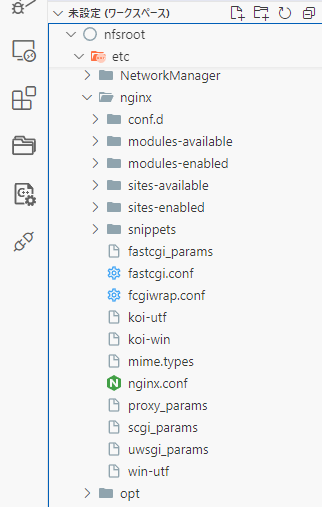 未設定 (ワークスペース)
nfsroot
etc
NetworkManager
nginx
conf.d
modules-available
modules-enabled
sites-available
sites-enabled
snippets
fastcgi_params
fastcgi.conf
fcgiwrap.conf
koi-utf
koi-win
mime.types
nginx.conf
proxy_params
scgi_params
uwsgi_params
win-utf
opt